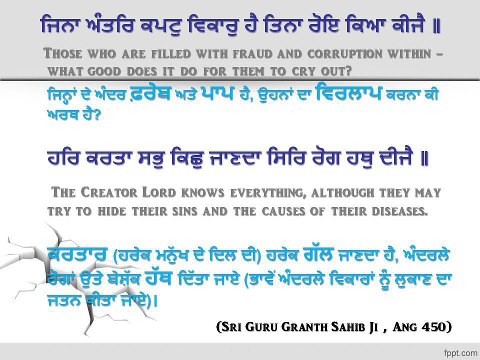 ਜਿਨਾ ਅੰਤਰਿ ਕਪਟੁ ਵਿਕਾਰੁ ਹੈ ਤਿਨਾ ਰੋਇ ਕਿਆ ਕੀਜੈ ॥
Those who are filled with fraud and corruption within –
what good does it do for them to cry out?
ਜਿਨ੍ਹਾਂ ਦੇ ਅੰਦਰ ਫ਼ਰੇਬ ਅਤੇ ਪਾਪ ਹੈ, ਉਹਨਾਂ ਦਾ ਵਿਰਲਾਪ ਕਰਨਾ ਕੀ
ਅਰਥ ਹੈ?
ਹਰਿ ਕਰਤਾ ਸਭੁ ਕਿਛੁ ਜਾਣਦਾ ਸਿਰਿ ਰੋਗ ਹਥੁ ਦੀਜੈ ॥
The Creator Lord knows everything, although they may
try to hide their sins and the causes of their diseases.
ਕਰਤਾਰ (ਹਰੇਕ ਮਨੁੱਖ ਦੇ ਦਿਲ ਦੀ) ਹਰੇਕ ਗੱਲ ਜਾਣਦਾ ਹੈ, ਅੰਦਰਲੇ
ਰੋਗਾਂ ਉਤੇ ਬੇਸ਼ੱਕ ਹੱਥ ਦਿੱਤਾ ਜਾਏ (ਭਾਵੇਂ ਅੰਦਰਲੇ ਵਿਕਾਰਾਂ ਨੂੰ ਲੁਕਾਣ ਦਾ
ਜਤਨ ਕੀਤਾ ਜਾਏ)।
(Sri Guru Granth Sahib Ji , Ang 450)
fppt.com